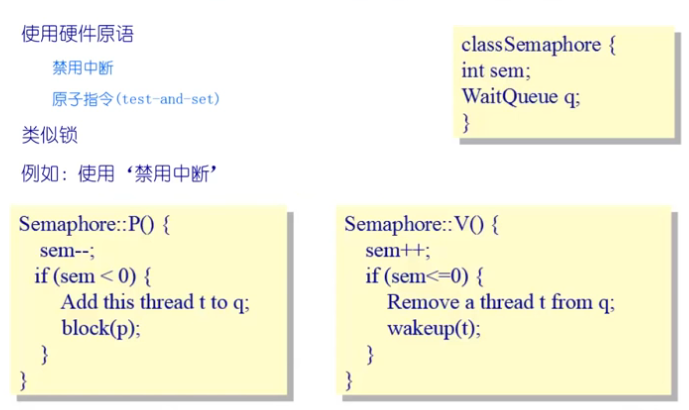 使用硬件原语
禁用中断
原子指令(test-and-set)
类似锁
例如：使用‘禁用中断’
classSemaphore {
int sem;
WaitQueue q;
}
Semaphore::P() {
sem--;
if (sem < 0) {
Add this thread t to q;
block(p);
}
}
Semaphore::V() {
sem++;
if (sem<=0) {
Remove a thread t from q;
wakeup(t);
}
}